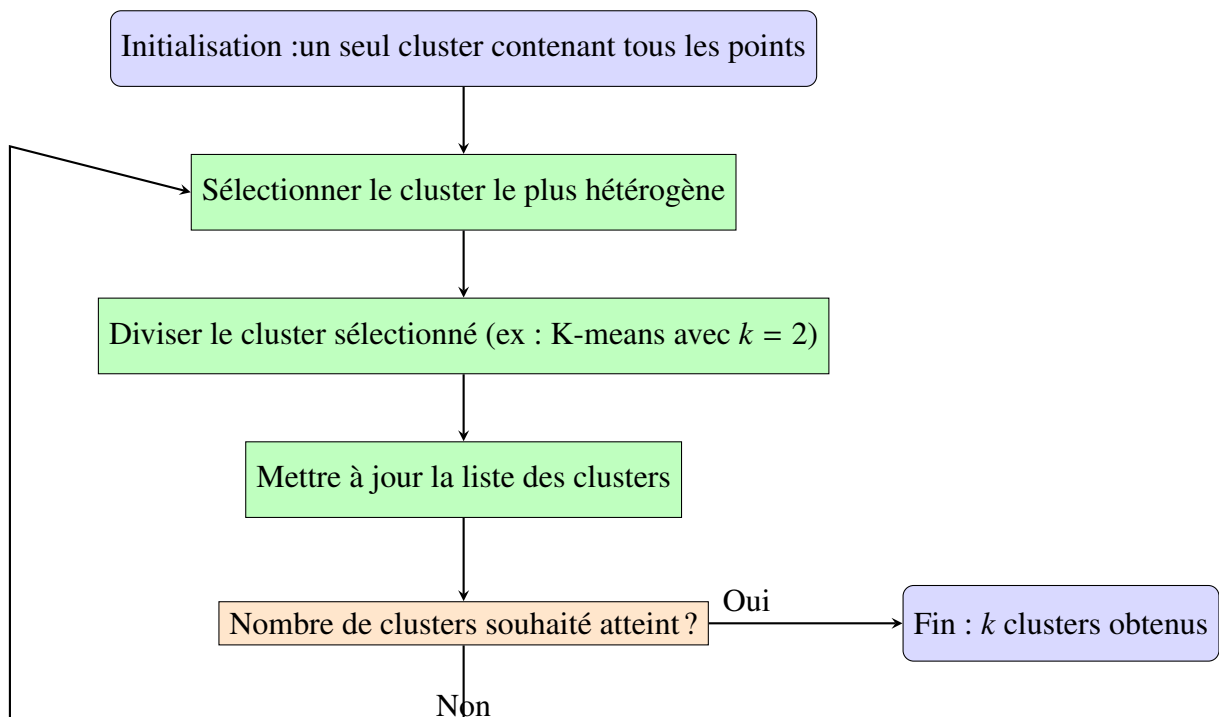 Initialisation :un seul cluster contenant tous les points
Sélectionner le cluster le plus hétérogène
Diviser le cluster sélectionné (ex : K-means avec k = 2)
Mettre à jour la liste des clusters
Nombre de clusters souhaité atteint ?
Oui
Fin : k clusters obtenus
Non